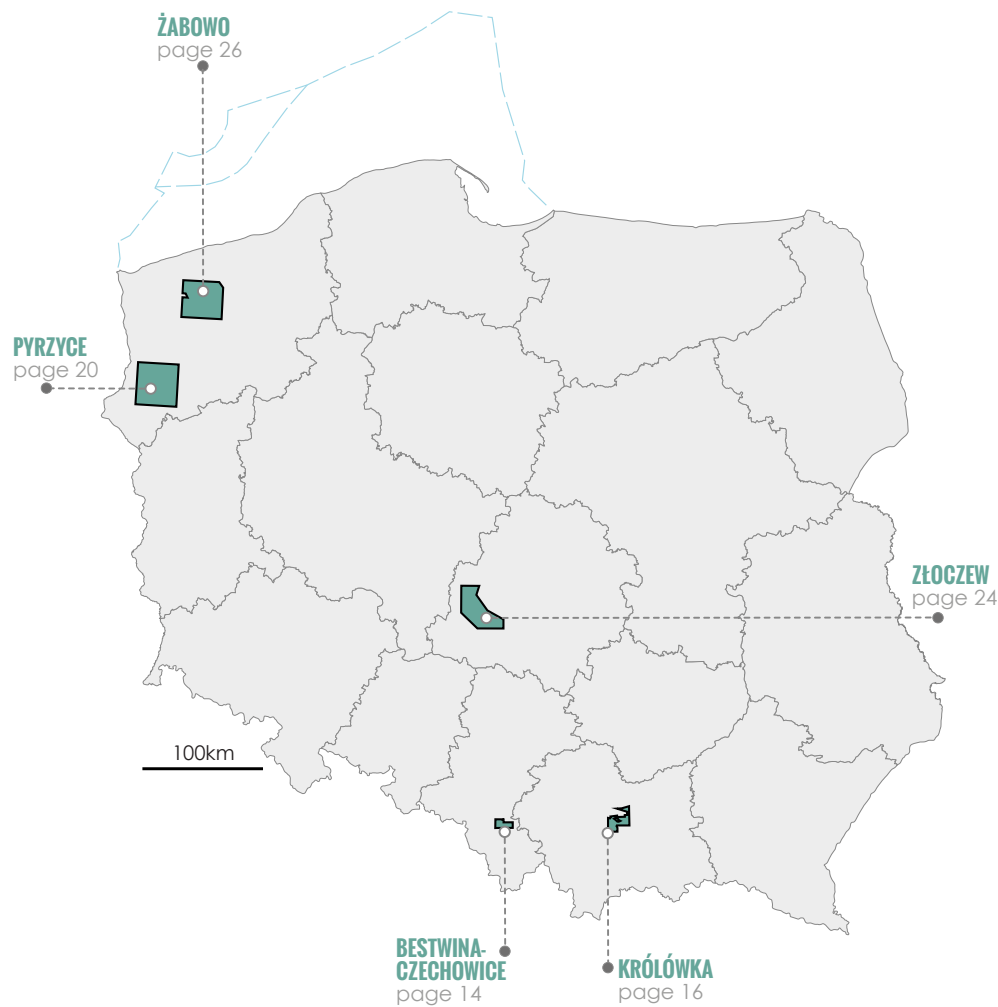 ŻABOWO
page 26
PYRZYCE
page 20
ZŁOCZEW
page 24
100km
BESTWINA-
CZECHOWICE
page 14
KRÓLÓWKA
page 16